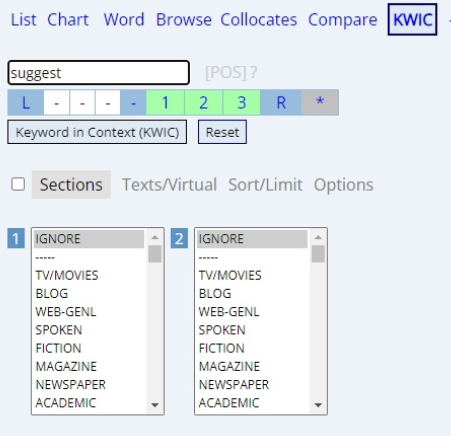 List Chart Word Browse Collocates Compare KWIC -
suggest [POS] ?
L - - - - 1 2 3 R *
Keyword in Context (KWIC) Reset
Sections Texts/Virtual Sort/Limit Options
1 IGNORE 2 IGNORE
----- -----
TV/MOVIES TV/MOVIES
BLOG BLOG
WEB-GENL WEB-GENL
SPOKEN SPOKEN
FICTION FICTION
MAGAZINE MAGAZINE
NEWSPAPER NEWSPAPER
ACADEMIC ACADEMIC